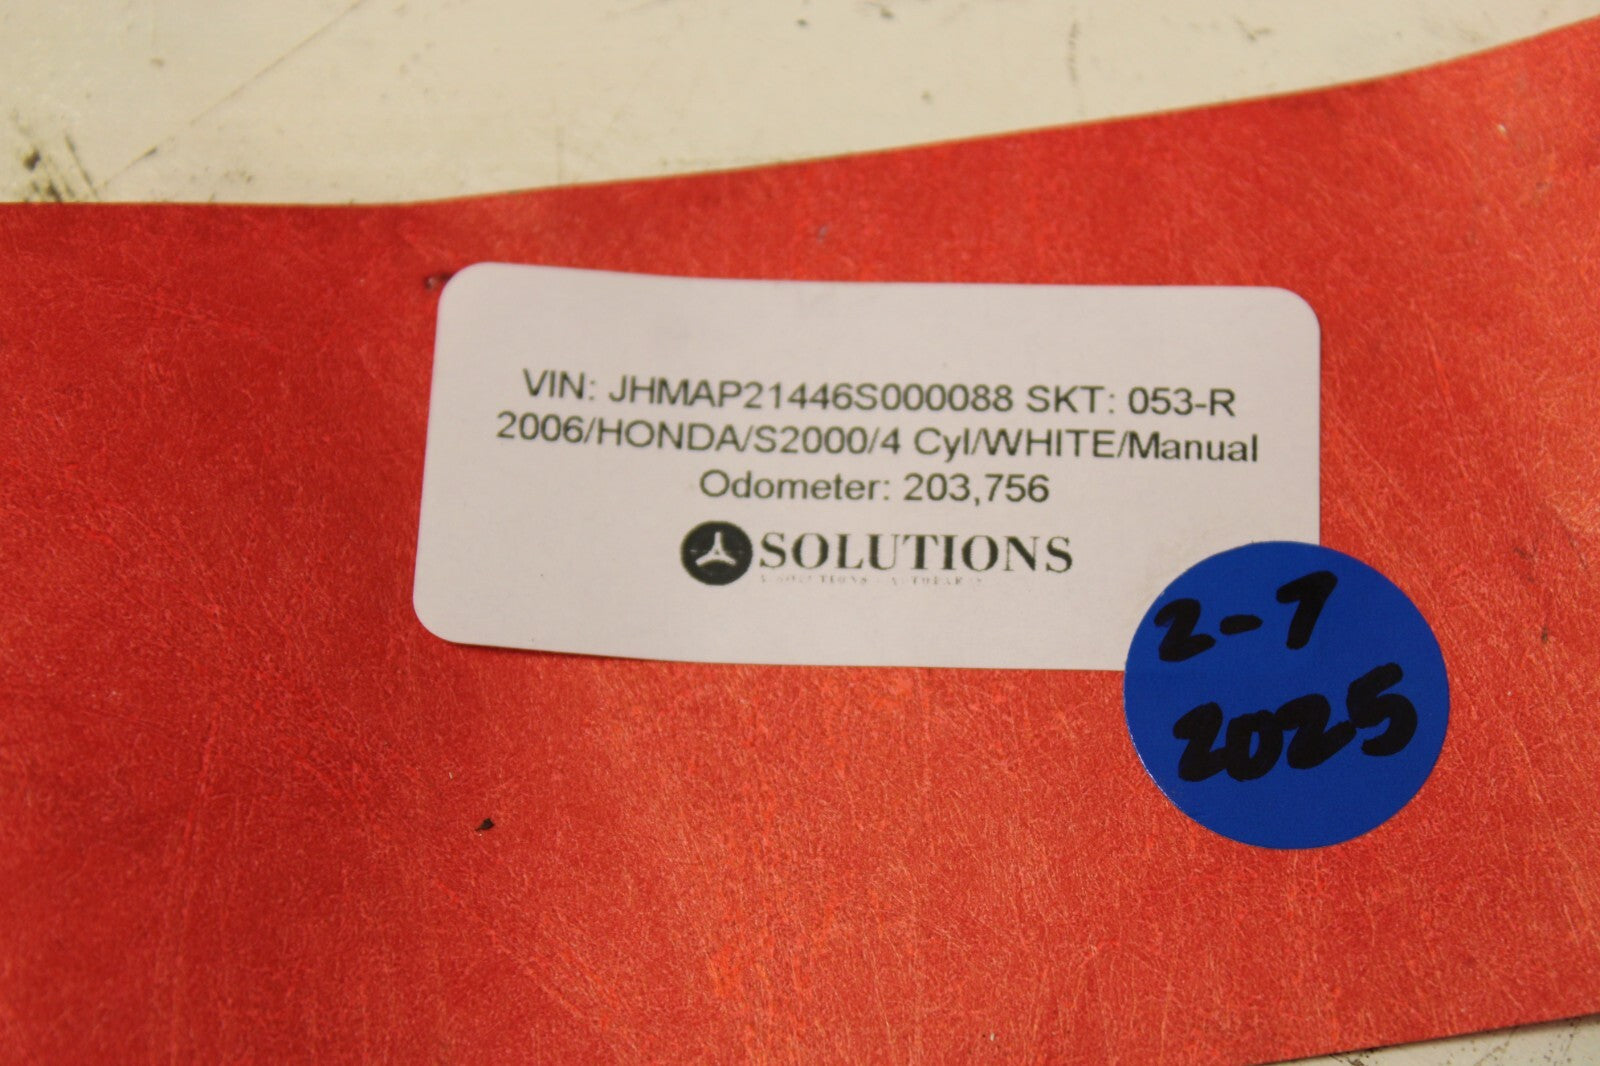 VIN: JHMAP21446S000088 SKT: 053-R
2006/HONDA/S2000/4 Cyl/WHITE/Manual
Odometer: 203,756
SOLUTIONS
2-7
2025